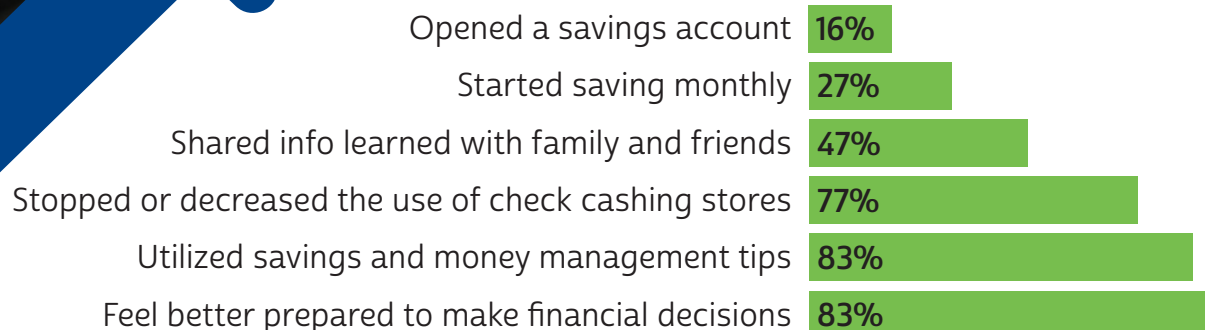 Opened a savings account 16%
Started saving monthly 27%
Shared info learned with family and friends 47%
Stopped or decreased the use of check cashing stores 77%
Utilized savings and money management tips 83%
Feel better prepared to make financial decisions 83%